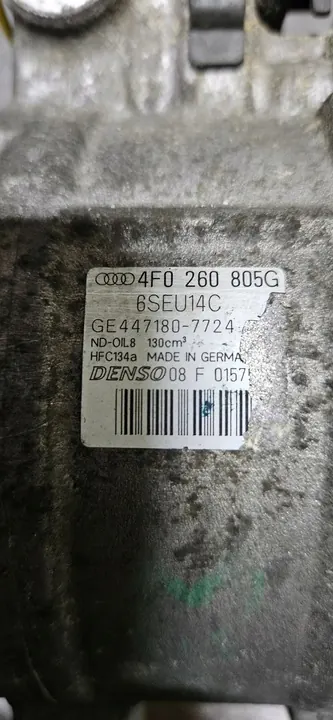 4F0 260 805G
6SEU14C
GE447180-7724
ND-OIL8 130cm³
HFC134a MADE IN GERMA
DENSO 08 F 0157